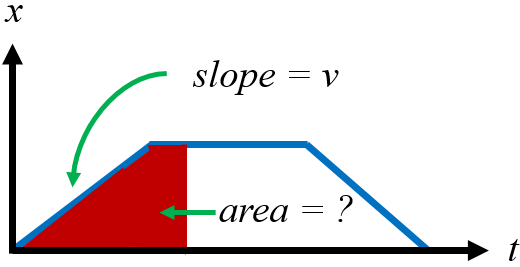 x
slope = v
area = ?
t